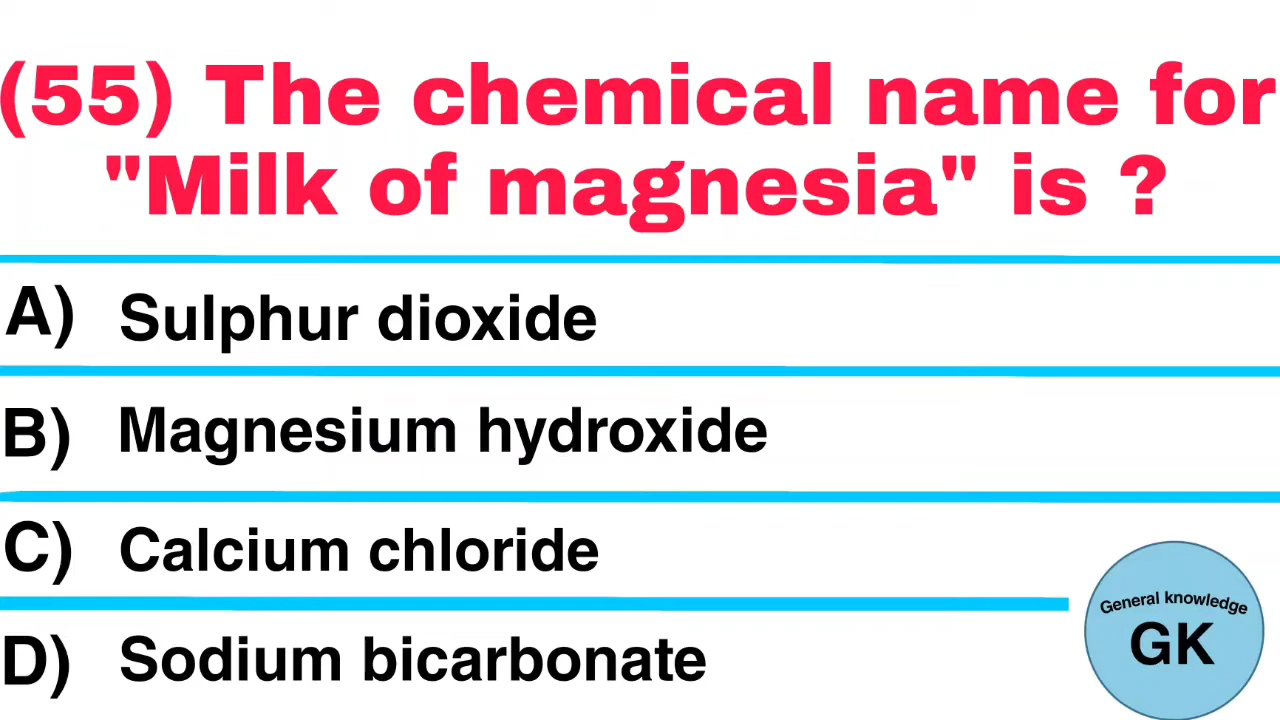 (55) The chemical name for
"Milk of magnesia" is ?
A) Sulphur dioxide
B) Magnesium hydroxide
C) Calcium chloride
D) Sodium bicarbonate
General knowledge
GK